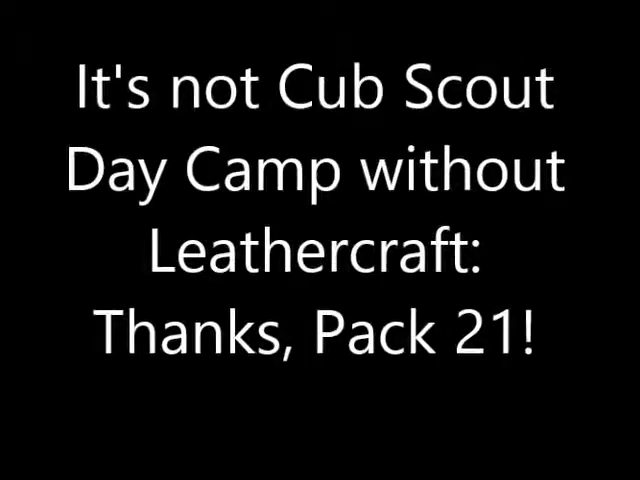 It's not Cub Scout
Day Camp without
Leathercraft:
Thanks, Pack 21!